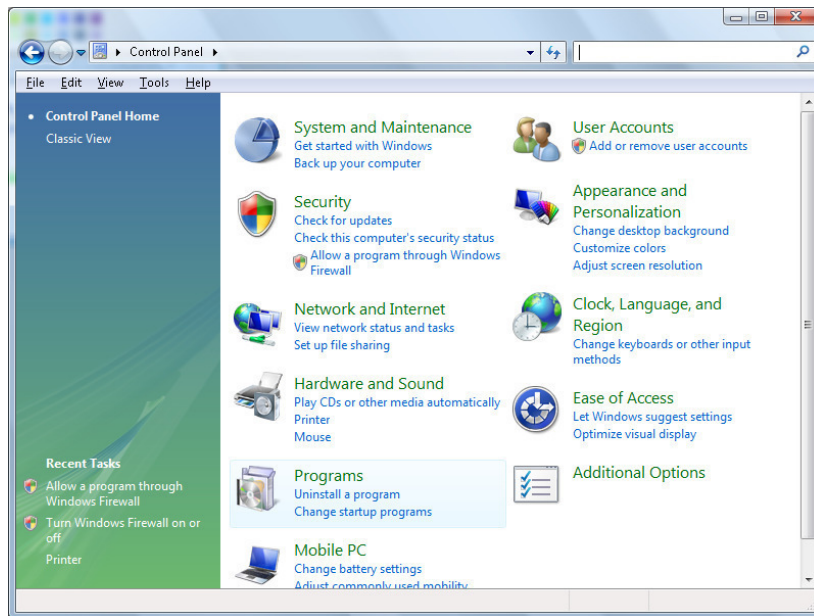 Control Panel
File Edit View Tools Help
Control Panel Home
Classic View
Recent Tasks
Allow a program through
Windows Firewall
Turn Windows Firewall on or
off
Printer
System and Maintenance
Get started with Windows
Back up your computer
Security
Check for updates
Check this computer's security status
Allow a program through Windows
Firewall
Network and Internet
View network status and tasks
Set up file sharing
Hardware and Sound
Play CDs or other media automatically
Printer
Mouse
Programs
Uninstall a program
Change startup programs
Mobile PC
Change battery settings
Adjust commonly used mobility
User Accounts
Add or remove user accounts
Appearance and
Personalization
Change desktop background
Customize colors
Adjust screen resolution
Clock, Language, and
Region
Change keyboards or other input
methods
Ease of Access
Let Windows suggest settings
Optimize visual display
Additional Options